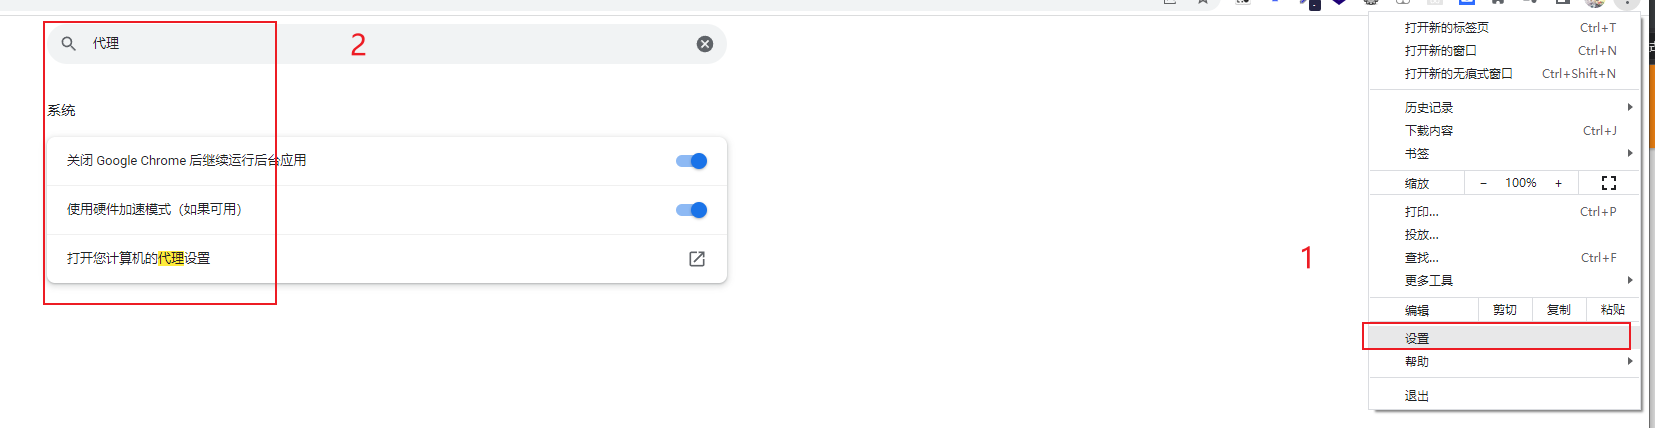 代理
2
系统
关闭 Google Chrome 后继续运行后台应用
使用硬件加速模式（如果可用）
打开您计算机的代理设置
1
打开新的标签页 Ctrl+T
打开新的窗口 Ctrl+N
打开新的无痕式窗口 Ctrl+Shift+N
历史记录
下载内容 Ctrl+J
书签
缩放 − 100% +
打印... Ctrl+P
投放...
查找... Ctrl+F
更多工具
编辑 剪切 复制 粘贴
设置
帮助
退出